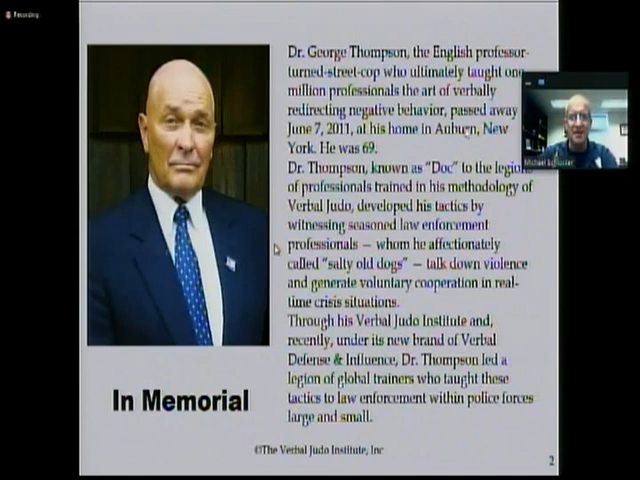 Recording
Dr. George Thompson, the English professor-
turned-street-cop who ultimately taught one
million professionals the art of verbally
redirecting negative behavior, passed away
June 7, 2011, at his home in Auburn, New
York. He was 69.
Dr. Thompson, known as "Doc" to the legions
of professionals trained in his methodology of
Verbal Judo, developed his tactics by
witnessing seasoned law enforcement
professionals – whom he affectionately
called "salty old dogs" – talk down violence
and generate voluntary cooperation in real-
time crisis situations.
Through his Verbal Judo Institute and,
recently, under its new brand of Verbal
Defense & Influence, Dr. Thompson led a
legion of global trainers who taught these
tactics to law enforcement within police forces
large and small.
In Memorial
©The Verbal Judo Institute, Inc
2
Michael